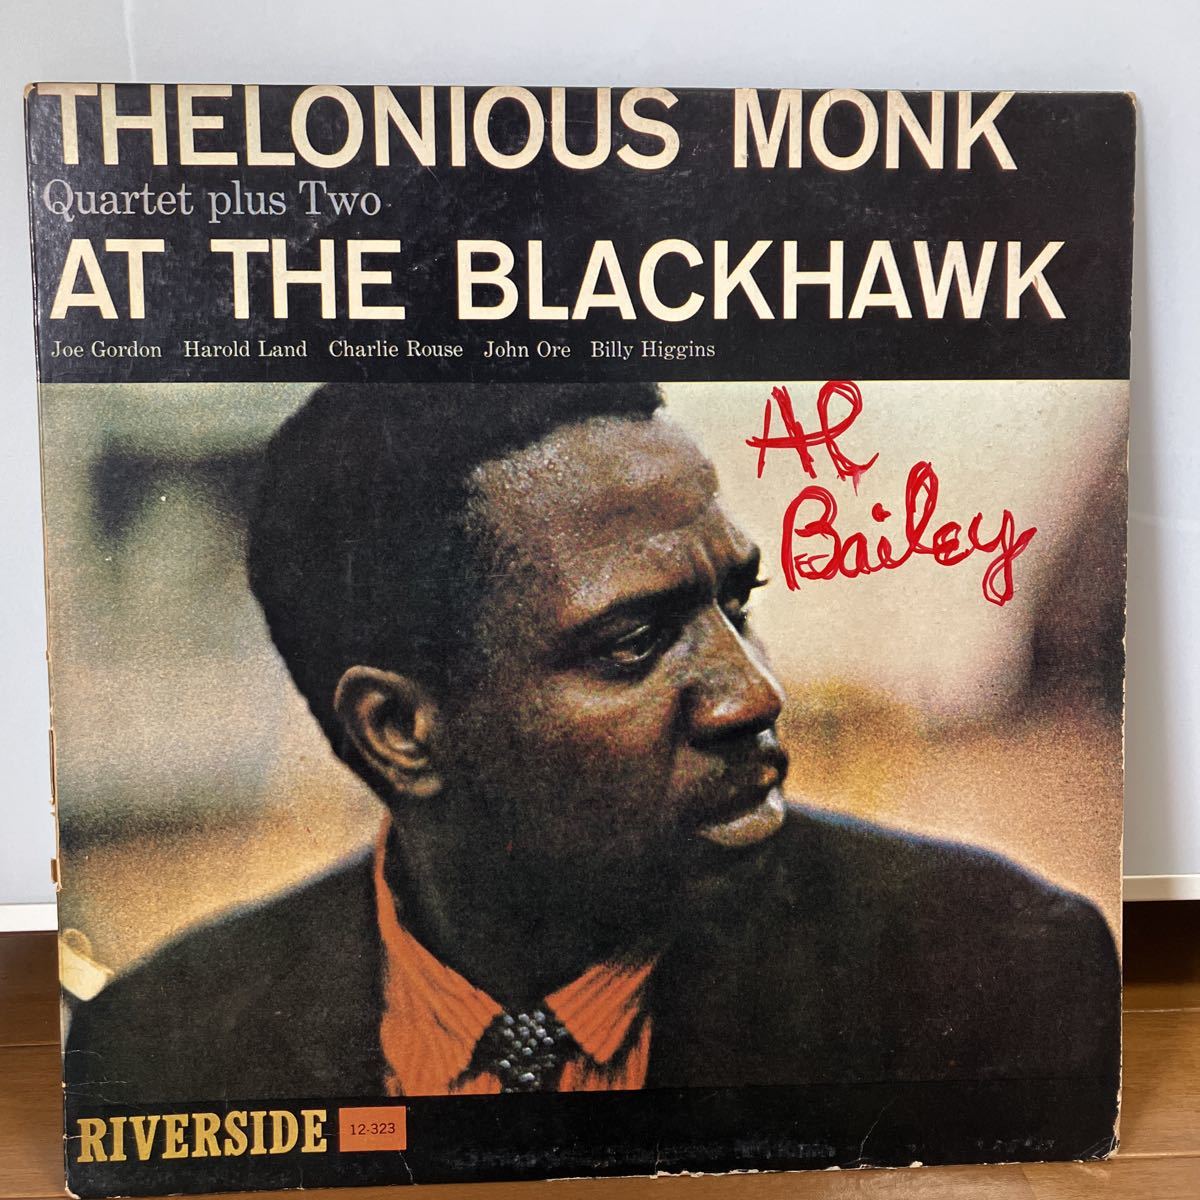 THELONIOUS MONK
Quartet plus Two
AT THE BLACKHAWK
Joe Gordon Harold Land Charlie Rouse John Ore Billy Higgins
Al
Bailey
RIVERSIDE 12-323